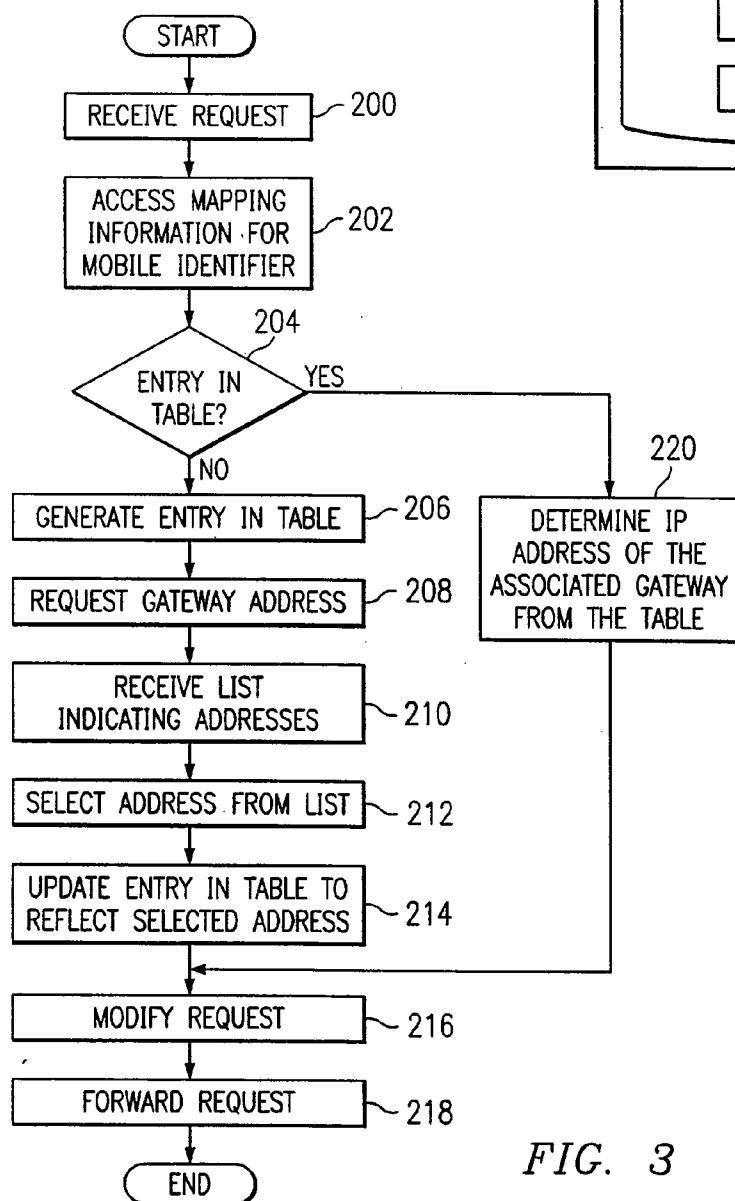 START
RECEIVE REQUEST
200
ACCESS MAPPING
INFORMATION FOR
MOBILE IDENTIFIER
202
204
ENTRY IN
TABLE?
YES
NO
GENERATE ENTRY IN TABLE
206
REQUEST GATEWAY ADDRESS
208
RECEIVE LIST
INDICATING ADDRESSES
210
SELECT ADDRESS FROM LIST
212
UPDATE ENTRY IN TABLE TO
REFLECT SELECTED ADDRESS
214
220
DETERMINE IP
ADDRESS OF THE
ASSOCIATED GATEWAY
FROM THE TABLE
MODIFY REQUEST
216
FORWARD REQUEST
218
END
FIG. 3